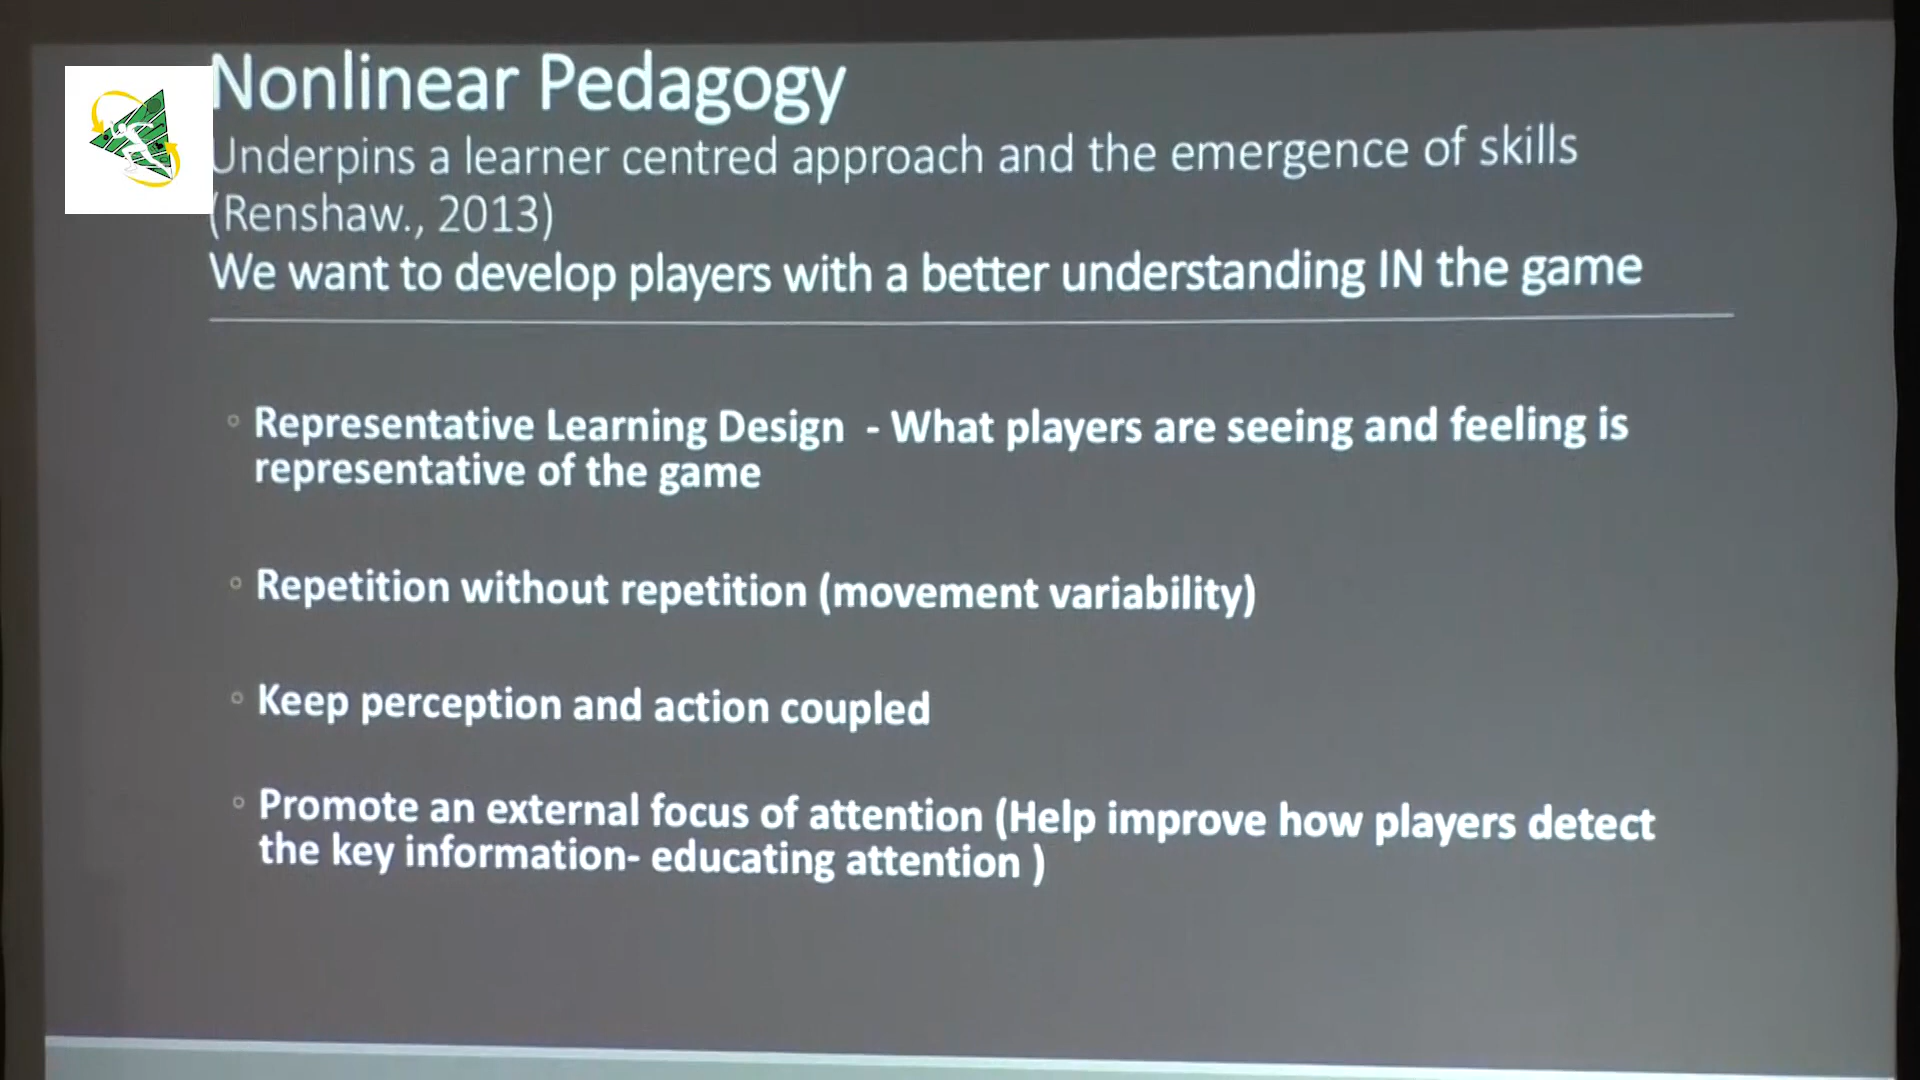 Nonlinear Pedagogy
Underpins a learner centred approach and the emergence of skills
(Renshaw., 2013)
We want to develop players with a better understanding IN the game
◦ Representative Learning Design - What players are seeing and feeling is
representative of the game
◦ Repetition without repetition (movement variability)
◦ Keep perception and action coupled
◦ Promote an external focus of attention (Help improve how players detect
the key information- educating attention )